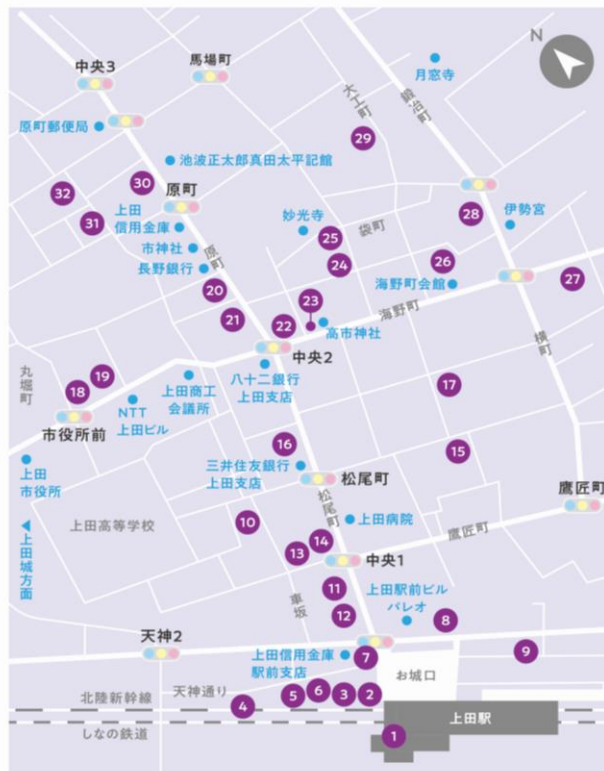 N
中央3
馬場町
月窓寺
大工町
鍛冶町
原町郵便局
29
池波正太郎真田太平記館
32
30
原町
31
上田
信用金庫
妙光寺
25
袋町
28
伊勢宮
市神社
長野銀行
原町
24
26
27
20
海野町会館
23
21
22
高市神社
海野町
横町
中央2
丸堀町
19
18
八十二銀行
上田支店
上田商工
会議所
17
NTT
上田ビル
市役所前
16
15
上田
市役所
三井住友銀行
上田支店
松尾町
鷹匠町
上田高等学校
10
松尾町
上田病院
鷹匠町
◀上田城方面
13
14
中央1
車坂
11
上田駅前ビル
パレオ
12
8
天神2
上田信用金庫
駅前支店
7
9
お城口
天神通り
北陸新幹線
4
5
6
3
2
しなの鉄道
上田駅
1